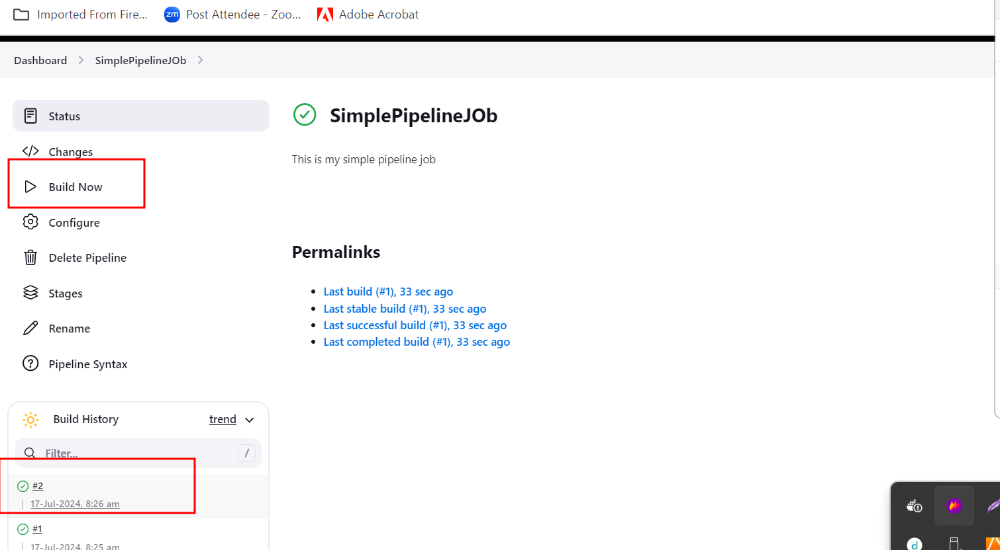 Imported From Fire...
zm
Post Attendee - Zoo...
Adobe Acrobat
Dashboard
SimplePipelineJOb
Status
Changes
Build Now
Configure
Delete Pipeline
Stages
Rename
Pipeline Syntax
SimplePipelineJOb
This is my simple pipeline job
Permalinks
Last build (#1), 33 sec ago
Last stable build (#1), 33 sec ago
Last successful build (#1), 33 sec ago
Last completed build (#1), 33 sec ago
Build History
trend
Filter...
/
#2
17-Jul-2024, 8:26 am
#1
17-Jul-2024, 8:25 am
d